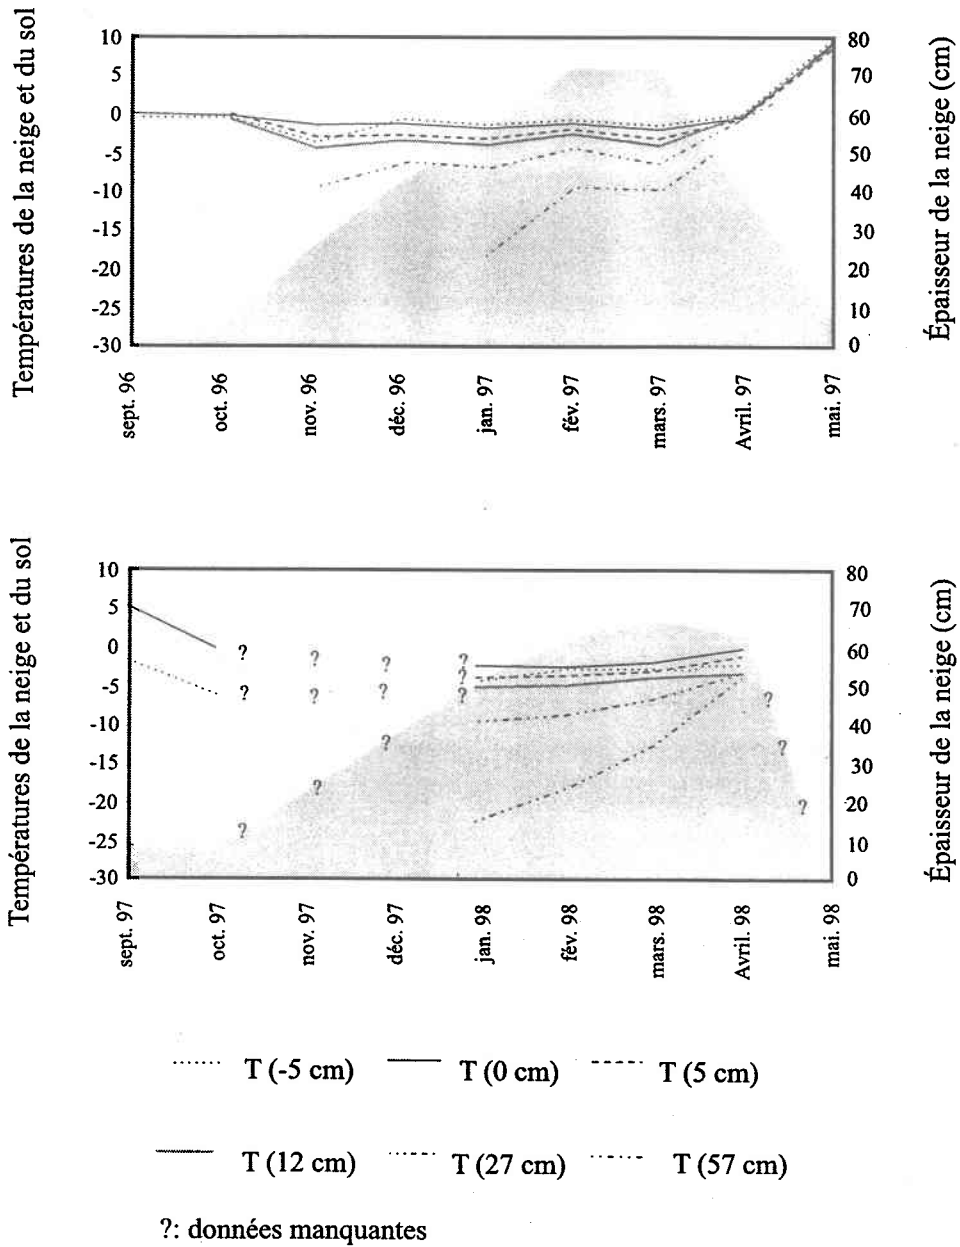 Températures de la neige et du sol
10
5
0
-5
-10
-15
-20
-25
-30
80
70
60
50
40
30
20
10
0
Épaisseur de la neige (cm)
sept. 96
oct. 96
nov. 96
déc. 96
jan. 97
fév. 97
mars. 97
Avril. 97
mai. 97
Températures de la neige et du sol
10
5
0
-5
-10
-15
-20
-25
-30
? ? ? ?
?
? ? ? ?
?
?
?
?
?
?
80
70
60
50
40
30
20
10
0
Épaisseur de la neige (cm)
sept. 97
oct. 97
nov. 97
déc. 97
jan. 98
fév. 98
mars. 98
Avril. 98
mai. 98
T (-5 cm) T (0 cm) T (5 cm)
T (12 cm) T (27 cm) T (57 cm)
?: données manquantes